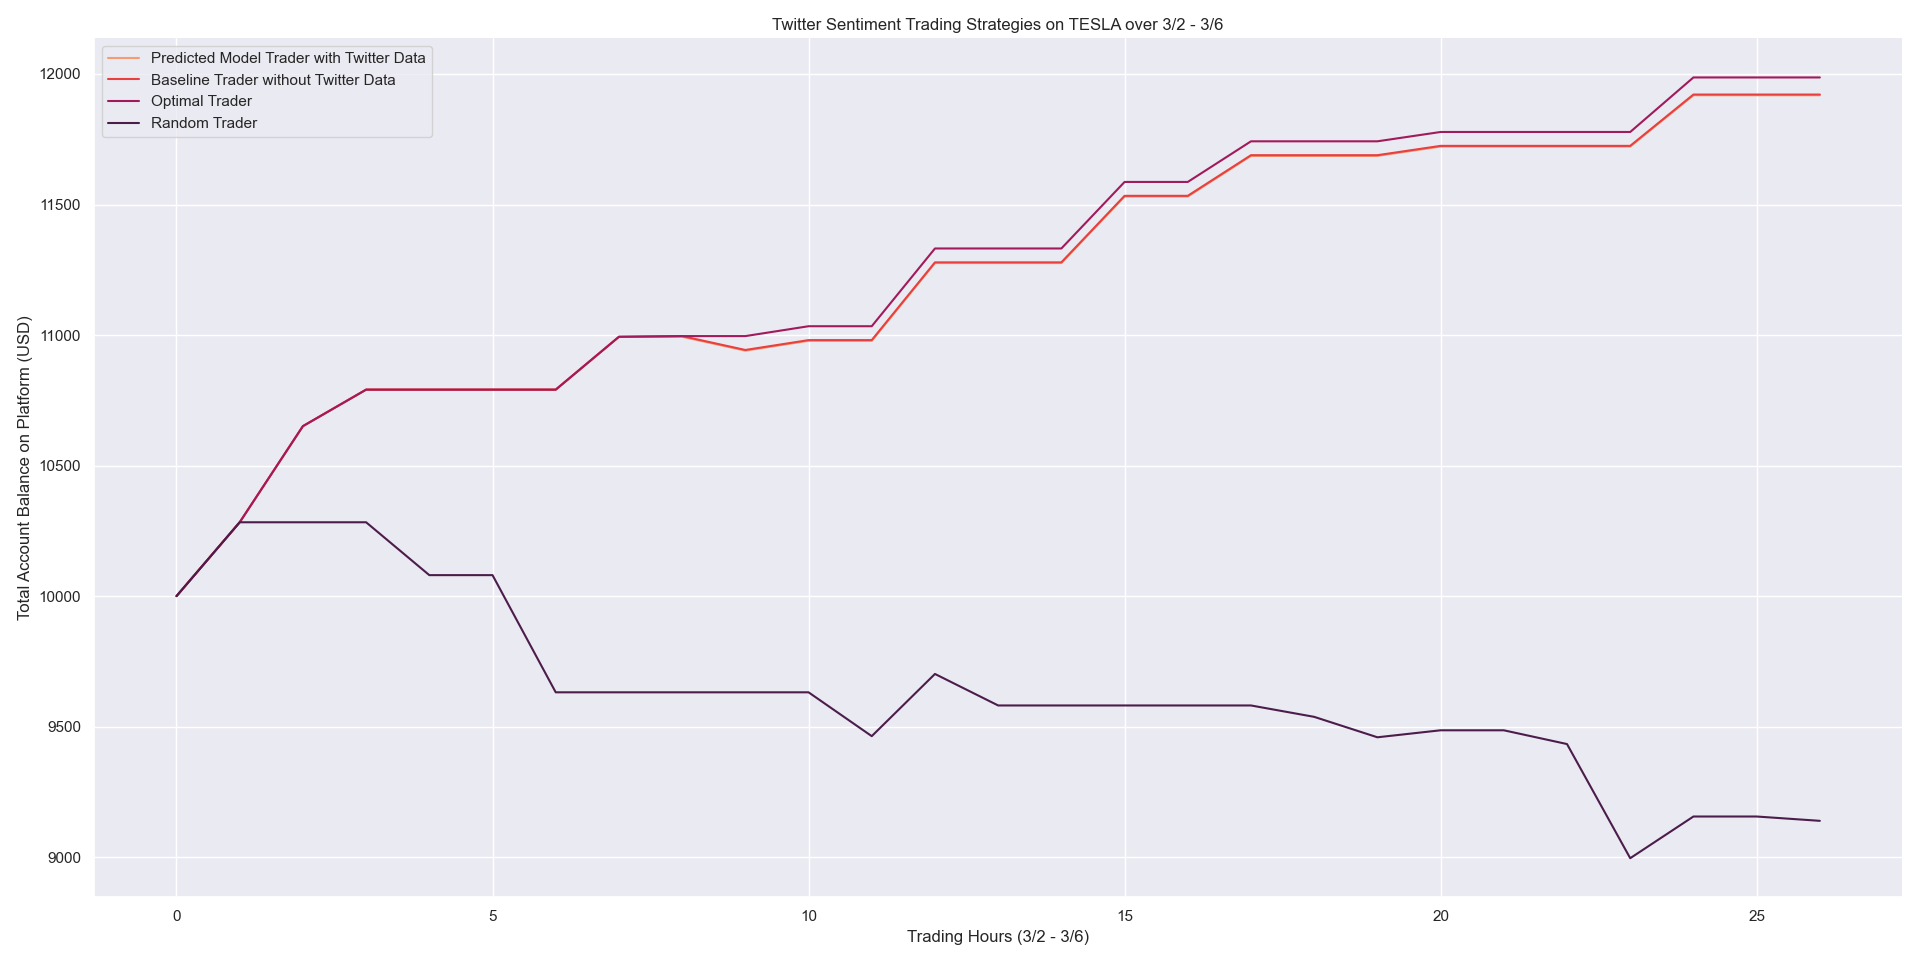 Twitter Sentiment Trading Strategies on TESLA over 3/2 - 3/6
Predicted Model Trader with Twitter Data
Baseline Trader without Twitter Data
Optimal Trader
Random Trader
Total Account Balance on Platform (USD)
12000
11500
11000
10500
10000
9500
9000
0 5 10 15 20 25
Trading Hours (3/2 - 3/6)